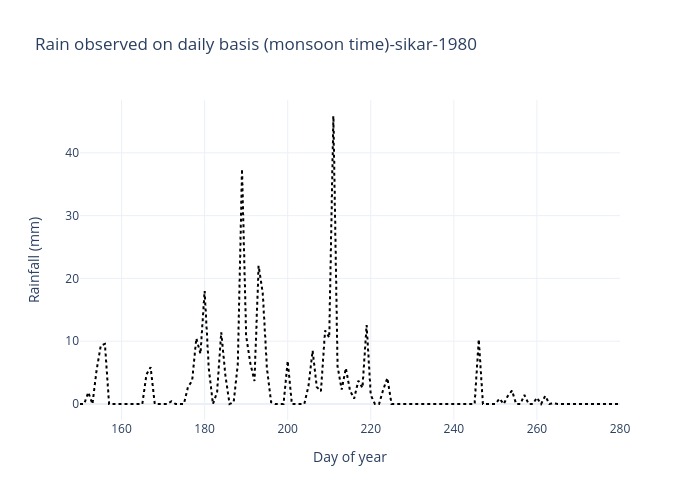 Rain observed on daily basis (monsoon time)-sikar-1980
40
30
20
10
0
Rainfall (mm)
160 180 200 220 240 260 280
Day of year